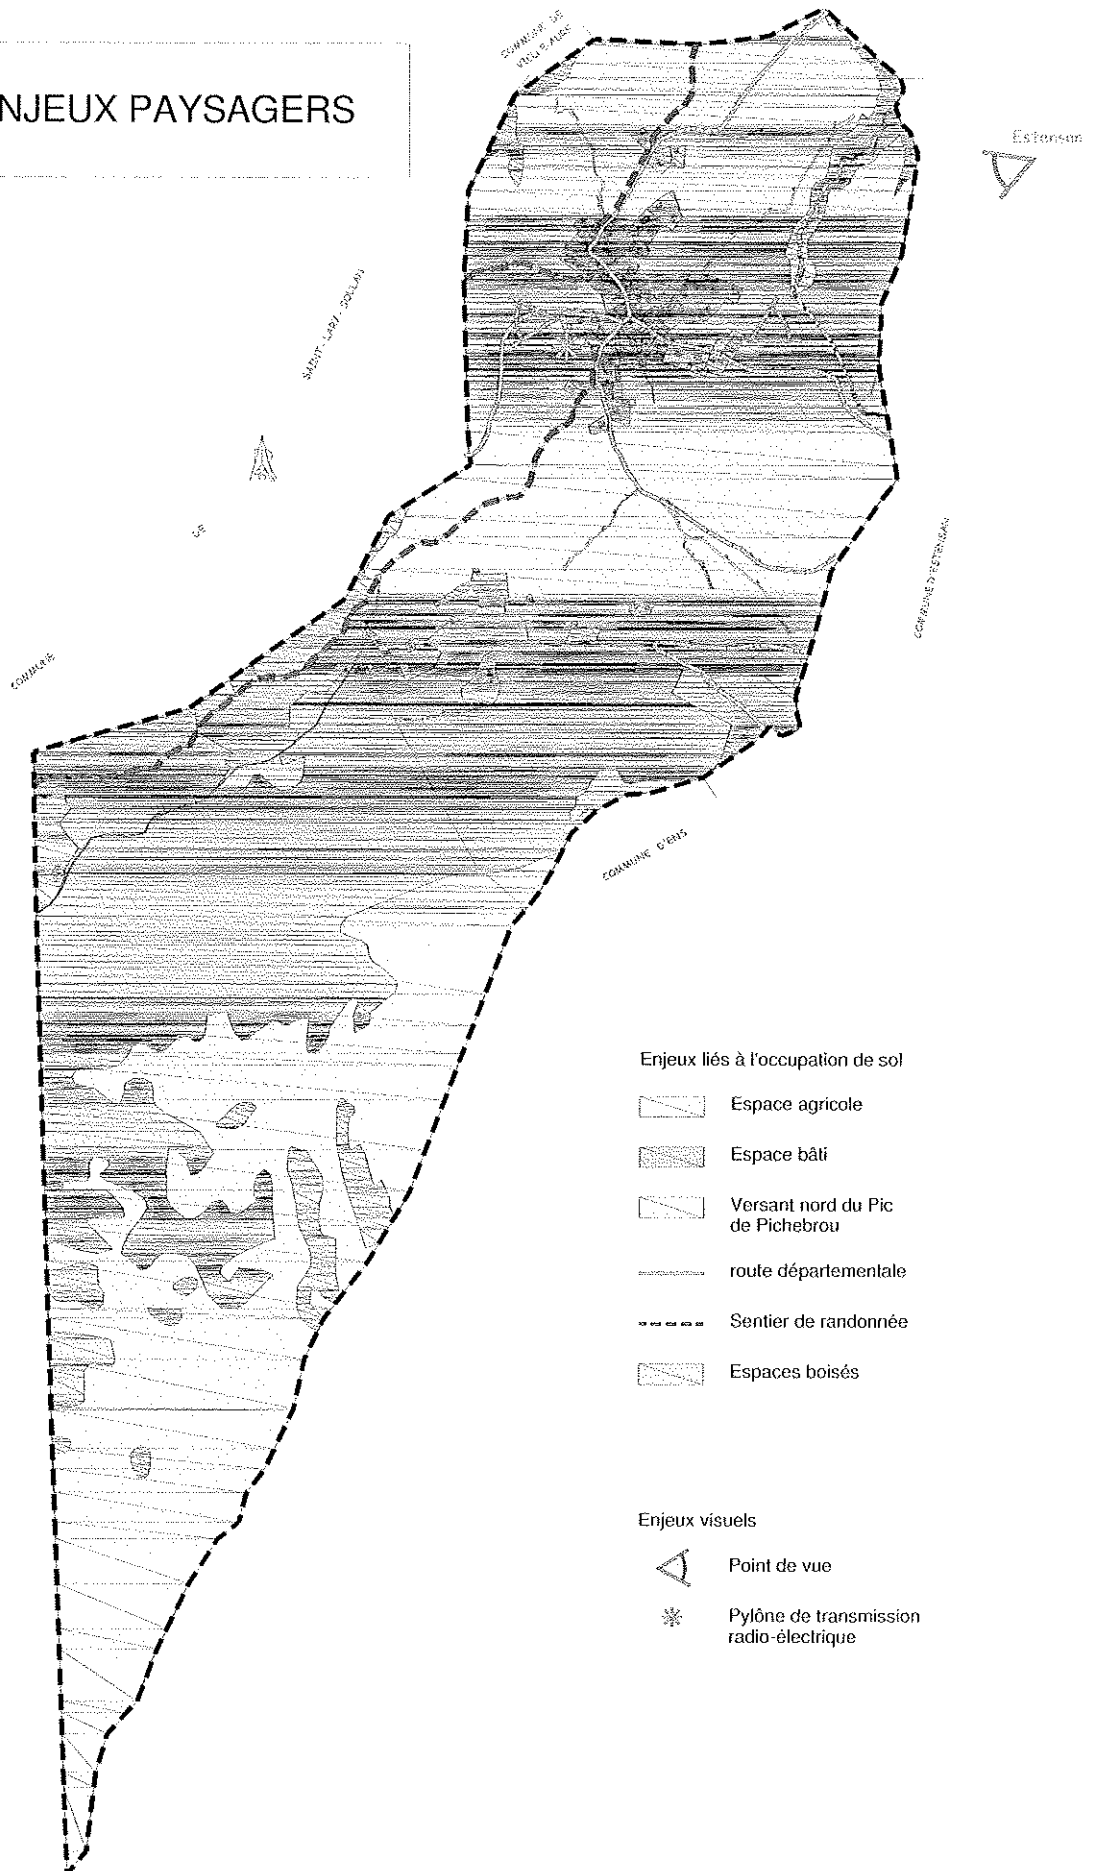 NJEUX PAYSAGERS
COMMUNE DE
VIELLE AURE
Estensan
SAINT - LARY - SOULAN
DE
COMMUNE
COMMUNE D'ESTENSAN
COMMUNE D'ENS
Enjeux liés à l'occupation de sol
Espace agricole
Espace bâti
Versant nord du Pic
de Pichebrou
route départementale
Sentier de randonnée
Espaces boisés
Enjeux visuels
Point de vue
Pylône de transmission
radio-électrique